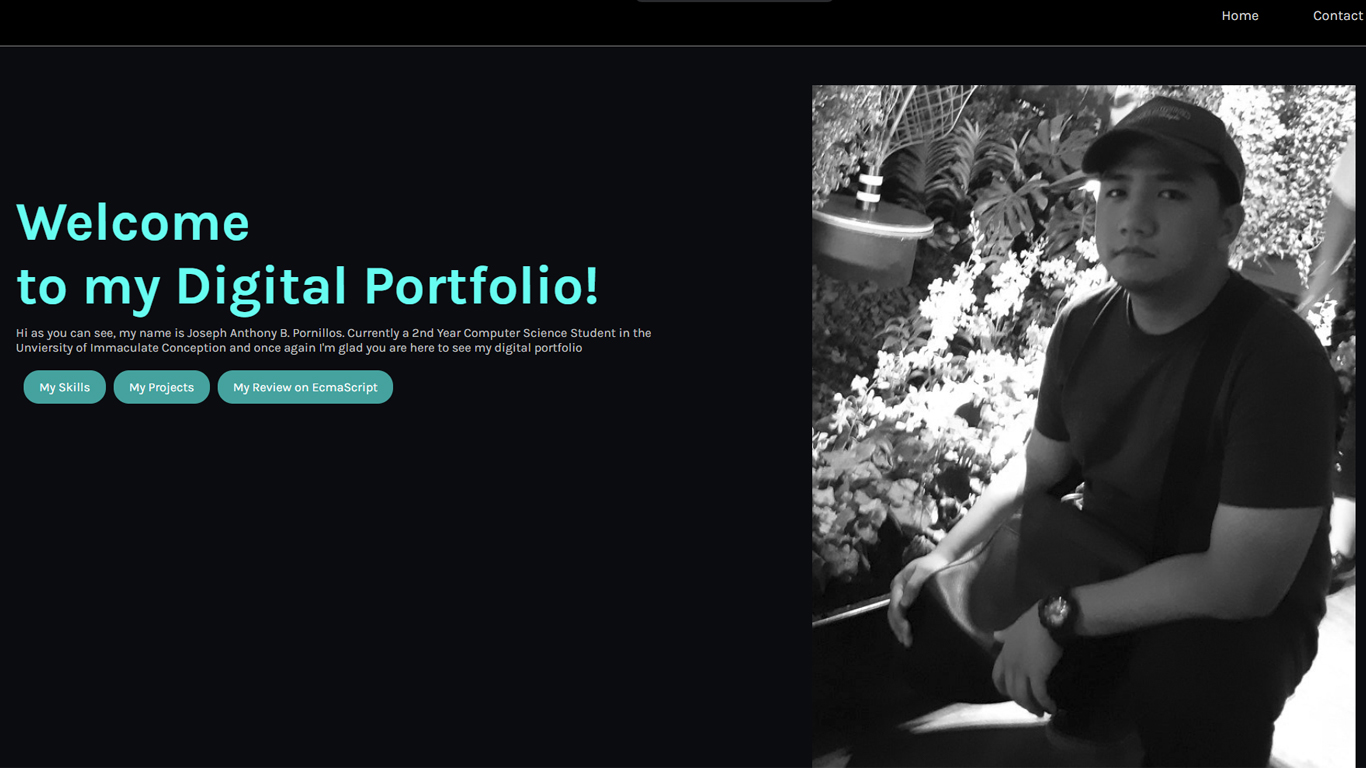 Home Contact
Welcome
to my Digital Portfolio!
Hi as you can see, my name is Joseph Anthony B. Pornillos. Currently a 2nd Year Computer Science Student in the
Unviersity of Immaculate Conception and once again I'm glad you are here to see my digital portfolio
My Skills My Projects My Review on EcmaScript